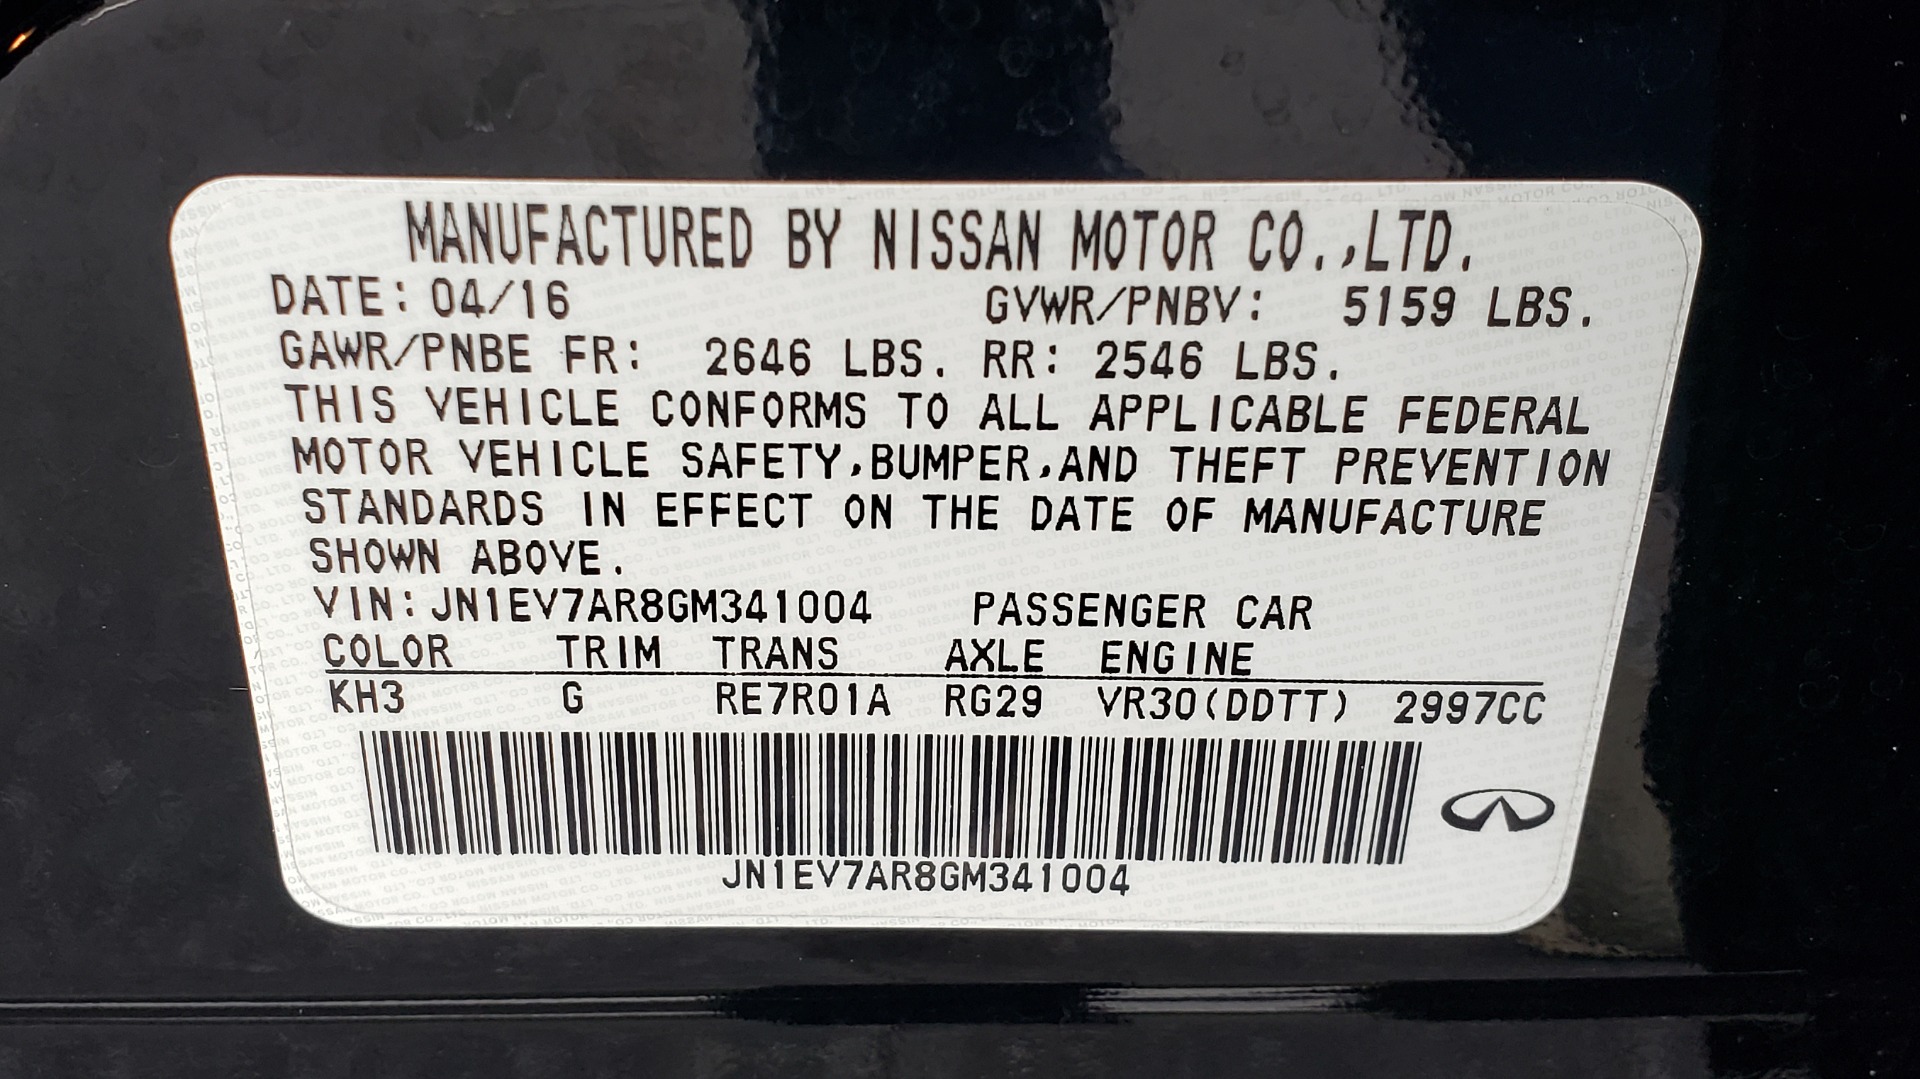 MANUFACTURED BY NISSAN MOTOR CO.,LTD.
DATE: 04/16 GVWR/PNBV: 5159 LBS.
GAWR/PNBE FR: 2646 LBS. RR: 2546 LBS.
THIS VEHICLE CONFORMS TO ALL APPLICABLE FEDERAL
MOTOR VEHICLE SAFETY,BUMPER,AND THEFT PREVENTION
STANDARDS IN EFFECT ON THE DATE OF MANUFACTURE
SHOWN ABOVE.
VIN:JN1EV7AR8GM341004 PASSENGER CAR
COLOR TRIM TRANS AXLE ENGINE
KH3 G RE7R01A RG29 VR30(DDTT) 2997CC
JN1EV7AR8GM341004